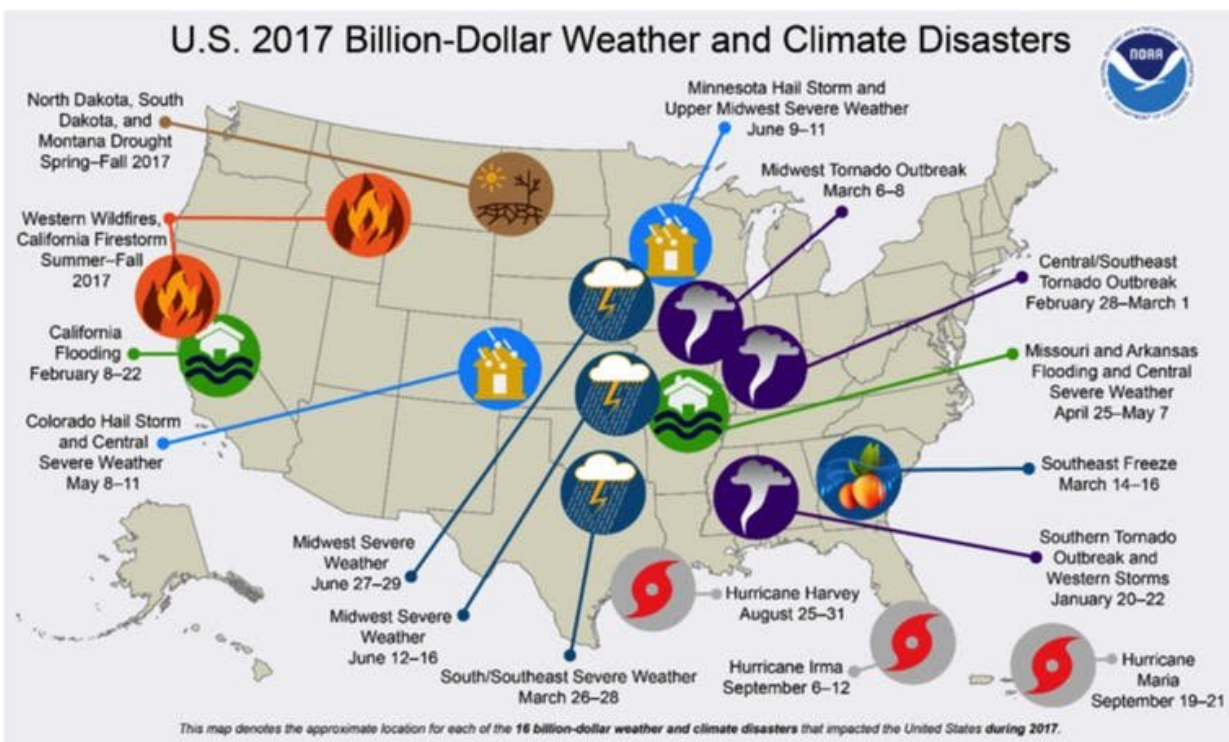 U.S. 2017 Billion-Dollar Weather and Climate Disasters
NOAA
North Dakota, South
Dakota, and
Montana Drought
Spring–Fall 2017
Minnesota Hail Storm and
Upper Midwest Severe Weather
June 9–11
Midwest Tornado Outbreak
March 6–8
Western Wildfires,
California Firestorm
Summer–Fall
2017
Central/Southeast
Tornado Outbreak
February 28–March 1
California
Flooding
February 8–22
Missouri and Arkansas
Flooding and Central
Severe Weather
April 25–May 7
Colorado Hail Storm
and Central
Severe Weather
May 8–11
Southeast Freeze
March 14–16
Southern Tornado
Outbreak and
Western Storms
January 20–22
Midwest Severe
Weather
June 27–29
Midwest Severe
Weather
June 12–16
South/Southeast Severe Weather
March 26–28
Hurricane Harvey
August 25–31
Hurricane Irma
September 6–12
Hurricane
Maria
September 19–21
This map denotes the approximate location for each of the 16 billion-dollar weather and climate disasters that impacted the United States during 2017.